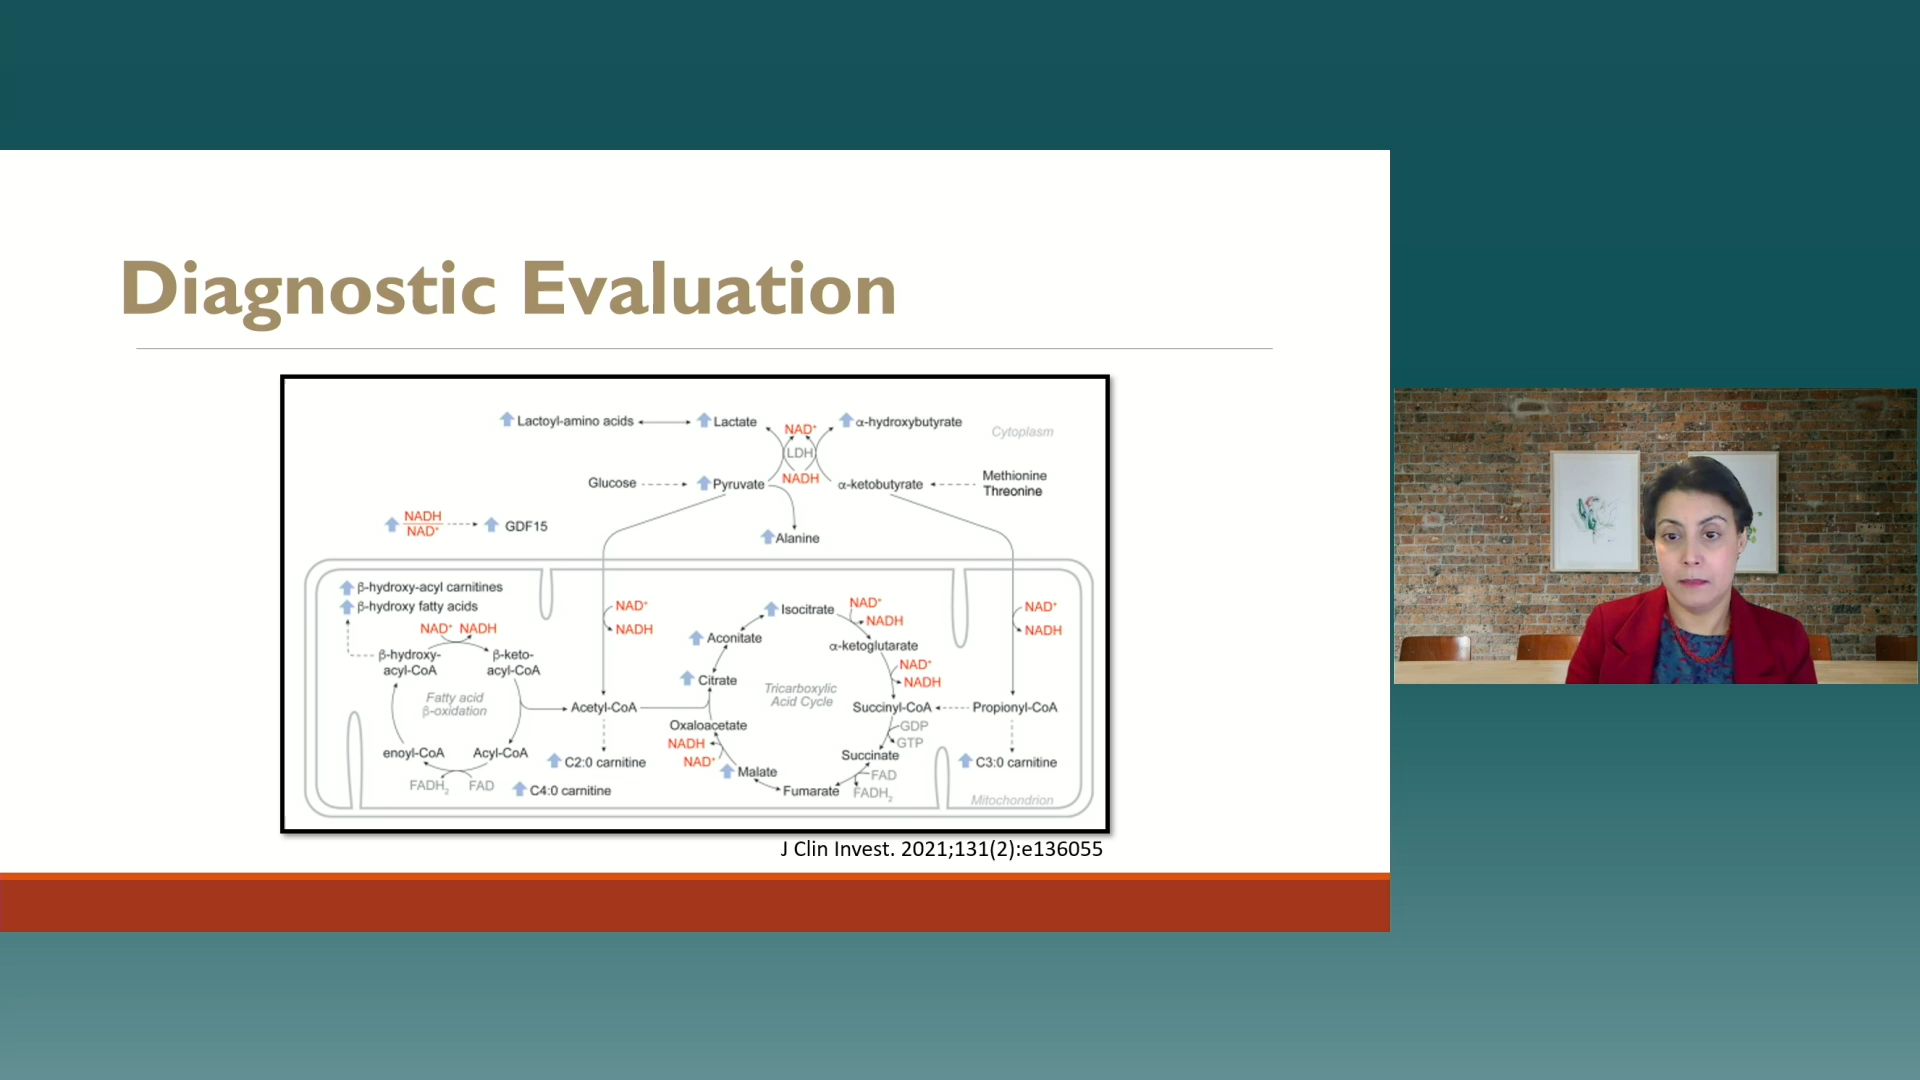 Diagnostic Evaluation
Lactoyl-amino acids
Lactate
NAD⁺
α-hydroxybutyrate
Cytoplasm
LDH
Glucose
Pyruvate
NADH
α-ketobutyrate
Methionine
Threonine
NADH
NAD⁺
GDF15
Alanine
β-hydroxy-acyl carnitines
β-hydroxy fatty acids
NAD⁺ NADH
β-hydroxy-
acyl-CoA
β-keto-
acyl-CoA
Fatty acid
β-oxidation
enoyl-CoA
Acyl-CoA
FADH₂
FAD
C4:0 carnitine
NAD⁺
NADH
Acetyl-CoA
C2:0 carnitine
Isocitrate
NAD⁺
NADH
Aconitate
α-ketoglutarate
NAD⁺
NADH
Citrate
Tricarboxylic
Acid Cycle
Succinyl-CoA
Propionyl-CoA
Oxaloacetate
NADH
NAD⁺
GDP
GTP
Succinate
Malate
Fumarate
FAD
FADH₂
NAD⁺
NADH
C3:0 carnitine
Mitochondrion
J Clin Invest. 2021;131(2):e136055